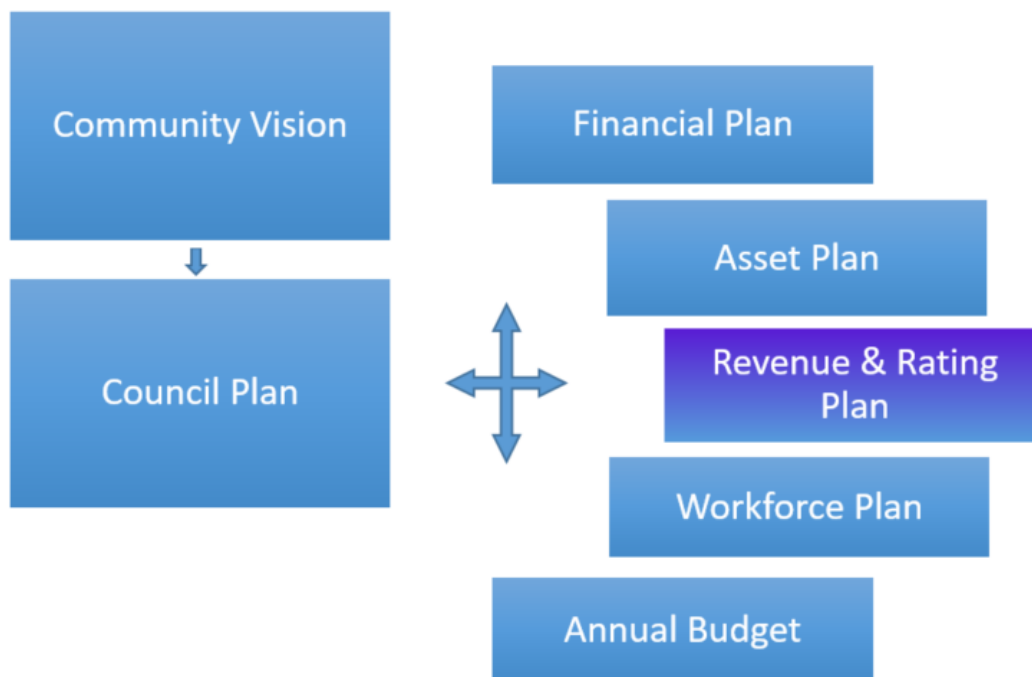 Community Vision
Council Plan
Financial Plan
Asset Plan
Revenue & Rating
Plan
Workforce Plan
Annual Budget